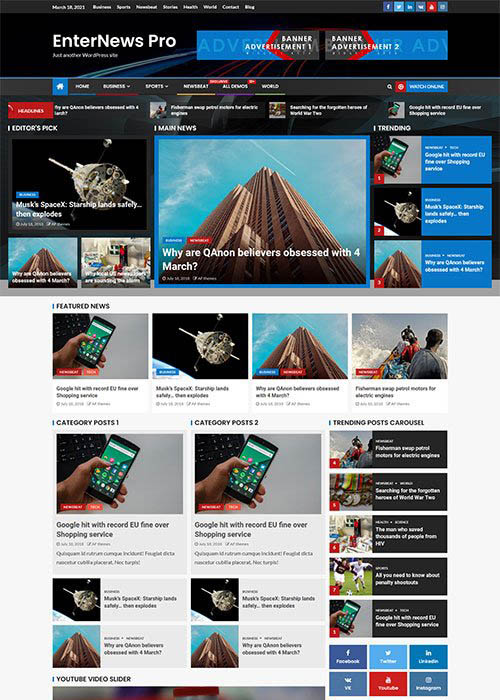 March 18, 2021
Business Sports Newsbeat Stories Health World Contact Blog
EnterNews Pro
Just another WordPress site
BANNER
ADVERTISEMENT 1
BANNER
ADVERTISEMENT 2
EXCLUSIVE
HOME BUSINESS SPORTS NEWSBEAT ALL DEMOS WORLD
WATCH ONLINE
HEADLINES
Why are QAnon believers obsessed with 4 March?
Fisherman swap petrol motors for electric engines
Searching for the forgotten heroes of World War Two
Google hit with record EU fine over Shopping service
EDITOR'S PICK
BUSINESS
Musk's SpaceX: Starship lands safely… then explodes
July 18, 2018 AF themes
Why are QAnon believers obsessed with 4 March?
Why local US newspapers are sounding the alarm
MAIN NEWS
BUSINESS NEWSBEAT
Why are QAnon believers obsessed with 4 March?
July 18, 2018 AF themes
TRENDING
1
NEWSBEAT TECH
Google hit with record EU fine over Shopping service
2
BUSINESS
Musk's SpaceX: Starship lands safely… then explodes
3
BUSINESS NEWSBEAT
Why are QAnon believers obsessed with 4 March?
FEATURED NEWS
NEWSBEAT TECH
Google hit with record EU fine over Shopping service
July 18, 2018 AF themes
BUSINESS
Musk's SpaceX: Starship lands safely… then explodes
July 18, 2018 AF themes
BUSINESS NEWSBEAT
Why are QAnon believers obsessed with 4 March?
July 18, 2018 AF themes
NEWSBEAT
Fisherman swap petrol motors for electric engines
July 18, 2018 AF themes
CATEGORY POSTS 1
NEWSBEAT TECH
Google hit with record EU fine over Shopping service
July 18, 2018 AF themes
Quisquam id rutrum cumque incidunt! Feugiat dicta nascetur cubilia placerat. Nec turpis!
BUSINESS
Musk's SpaceX: Starship lands safely… then explodes
BUSINESS NEWSBEAT
Why are QAnon believers obsessed with 4 March?
CATEGORY POSTS 2
NEWSBEAT TECH
Google hit with record EU fine over Shopping service
July 18, 2018 AF themes
Quisquam id rutrum cumque incidunt! Feugiat dicta nascetur cubilia placerat. Nec turpis!
BUSINESS
Musk's SpaceX: Starship lands safely… then explodes
BUSINESS NEWSBEAT
Why are QAnon believers obsessed with 4 March?
TRENDING POSTS CAROUSEL
4
NEWSBEAT
Fisherman swap petrol motors for electric engines
5
NEWSBEAT WORLD
Searching for the forgotten heroes of World War Two
6
HEALTH SCIENCE
The man who saved thousands of people from HIV
7
SPORTS
All you need to know about penalty shootouts
1
NEWSBEAT TECH
Google hit with record EU fine over Shopping service
Facebook
Twitter
Linkedin
VK
Youtube
Instagram
YOUTUBE VIDEO SLIDER